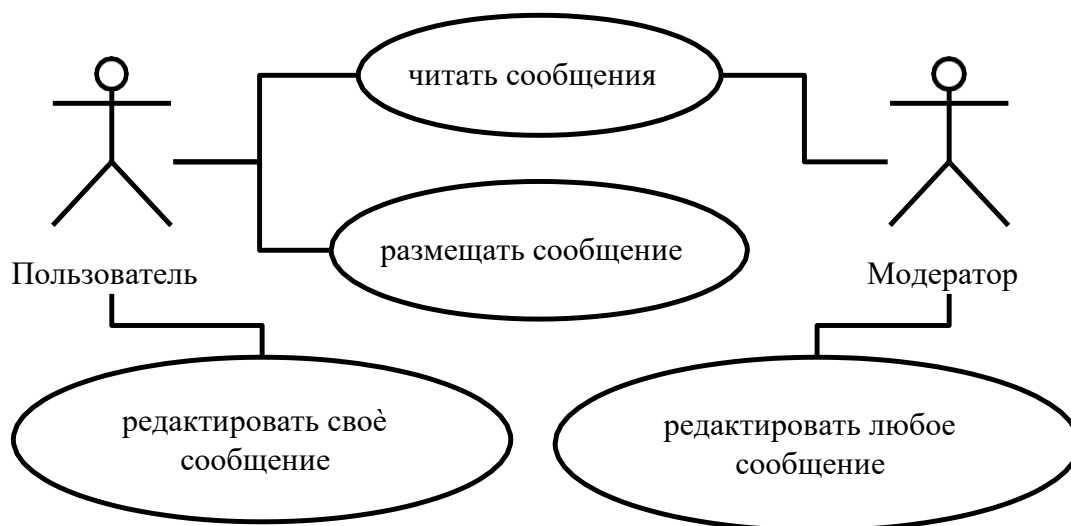 читать сообщения
размещать сообщение
Пользователь
Модератор
редактировать своѐ
сообщение
редактировать любое
сообщение